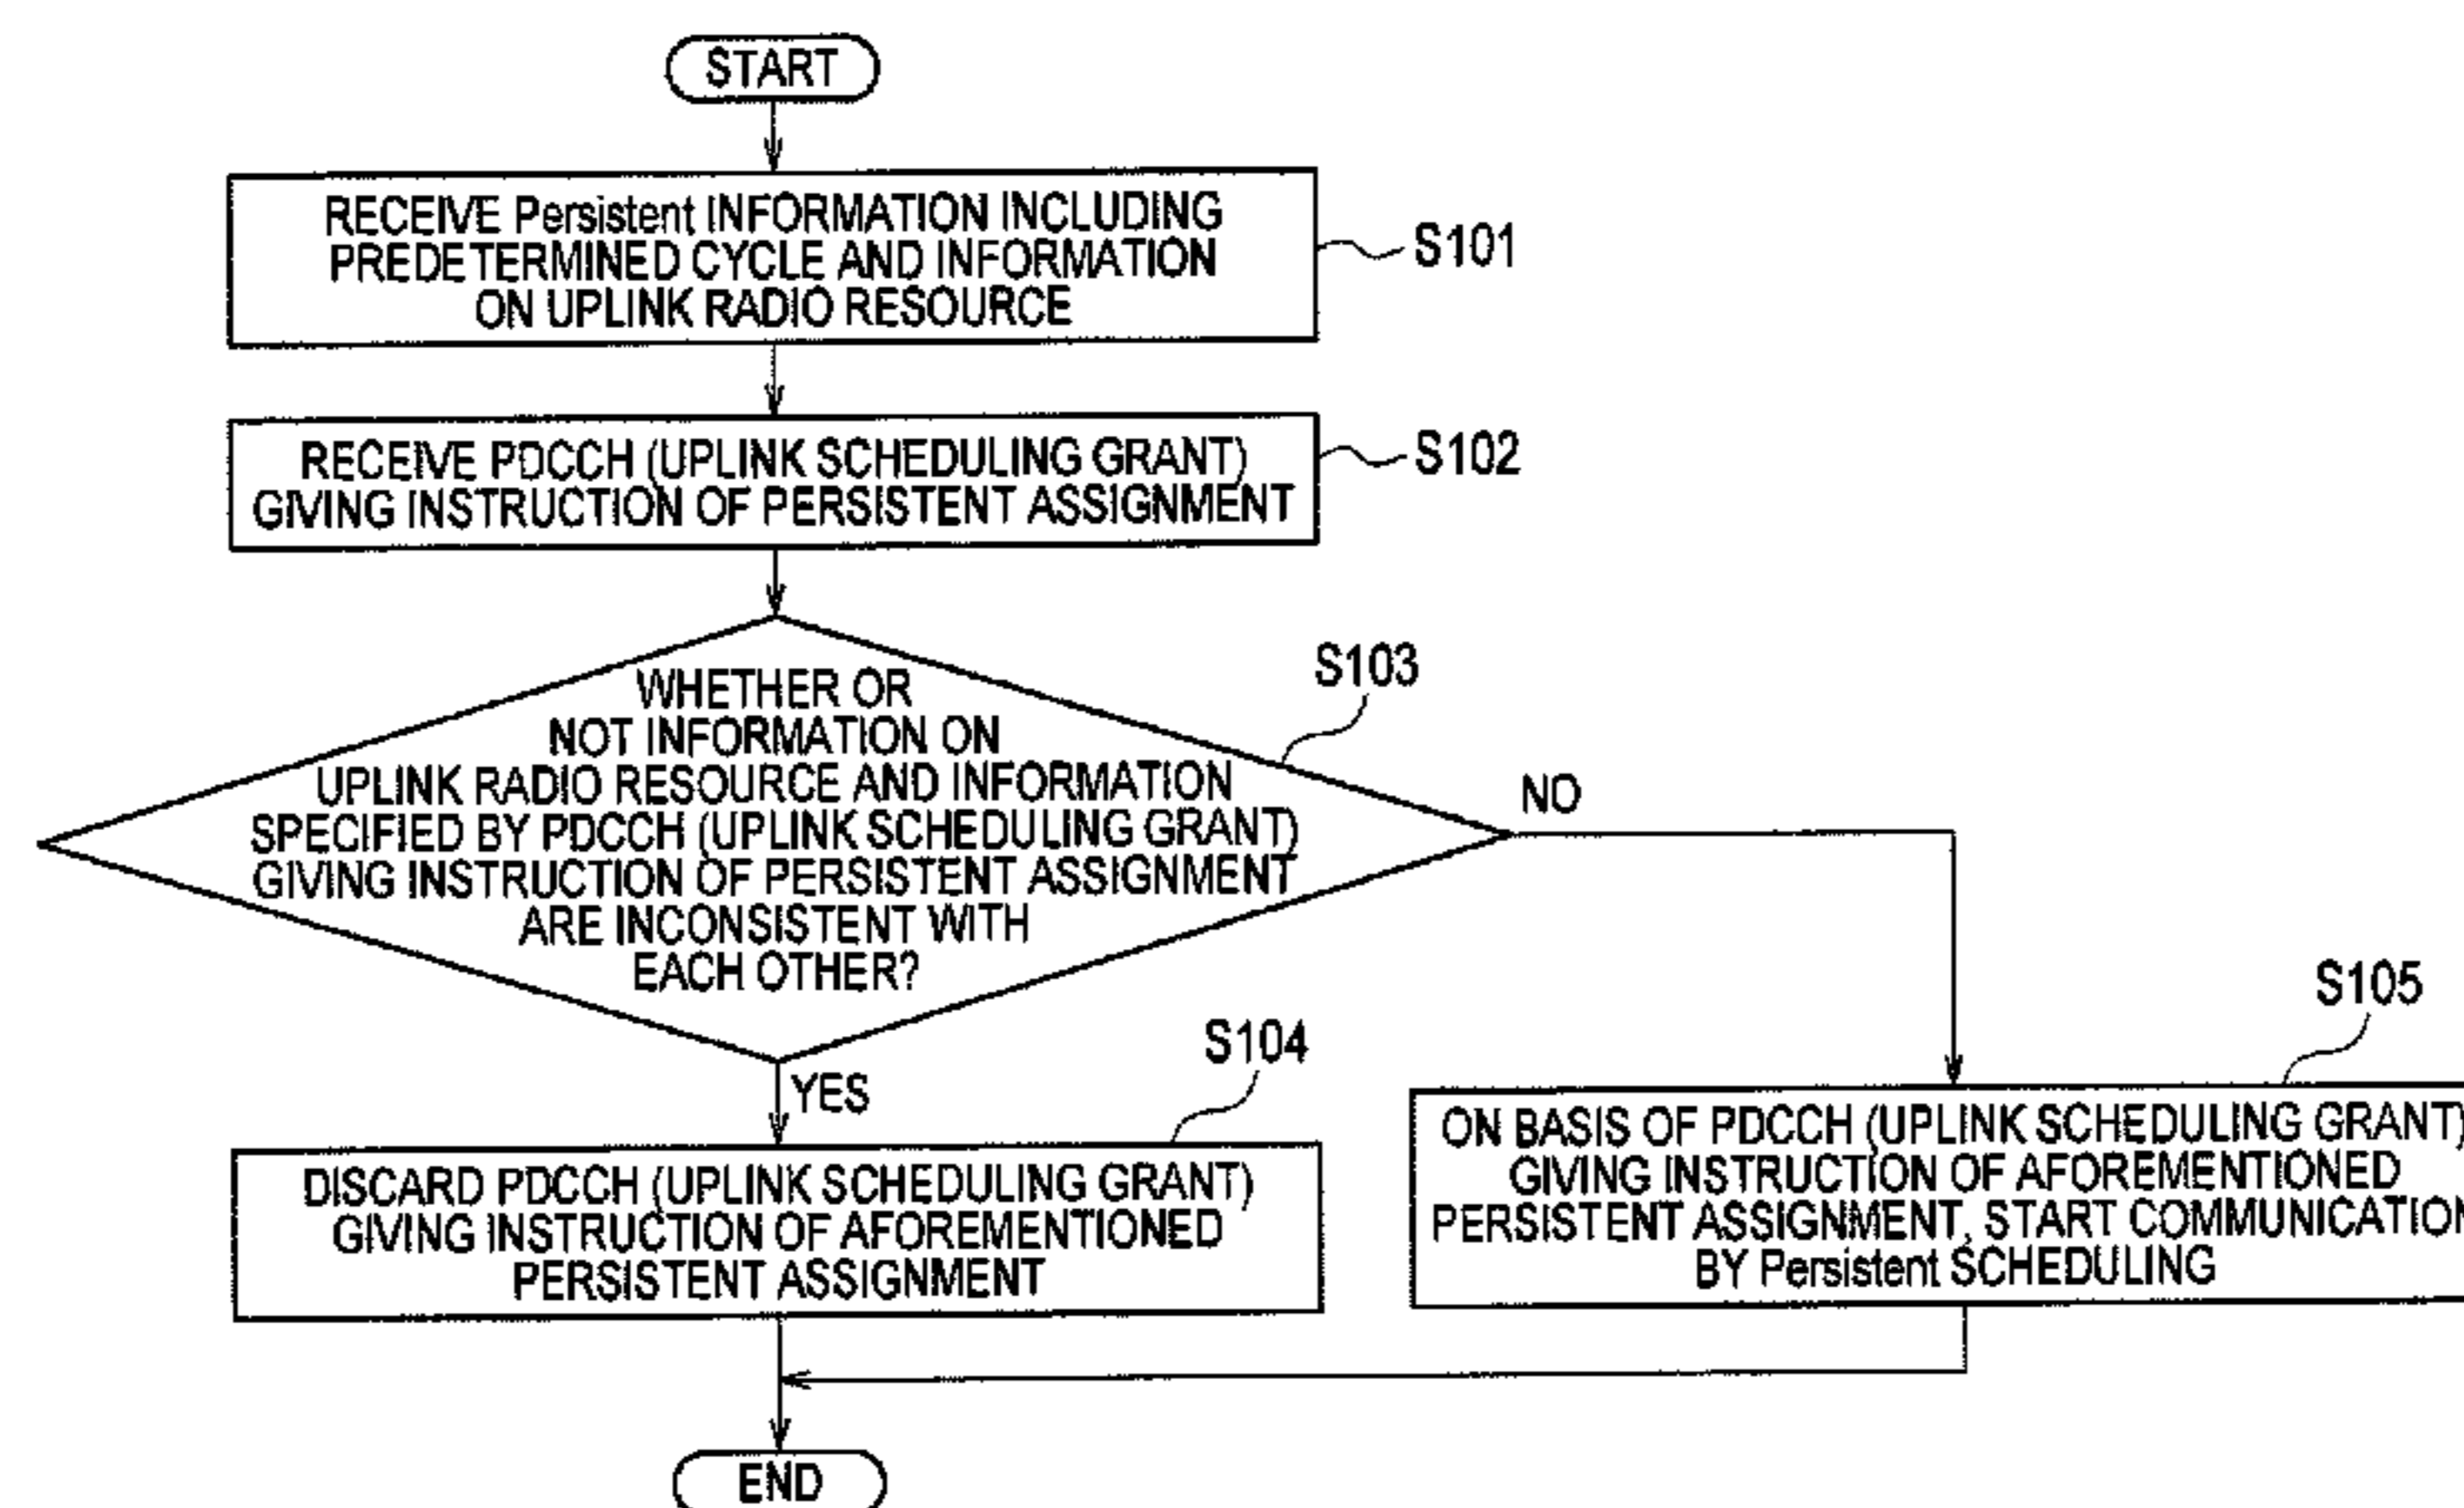 START
RECEIVE Persistent INFORMATION INCLUDING
PREDETERMINED CYCLE AND INFORMATION
ON UPLINK RADIO RESOURCE
S101
RECEIVE PDCCH (UPLINK SCHEDULING GRANT)
GIVING INSTRUCTION OF PERSISTENT ASSIGNMENT
S102
WHETHER OR
NOT INFORMATION ON
UPLINK RADIO RESOURCE AND INFORMATION
SPECIFIED BY PDCCH (UPLINK SCHEDULING GRANT)
GIVING INSTRUCTION OF PERSISTENT ASSIGNMENT
ARE INCONSISTENT WITH
EACH OTHER?
S103
NO
YES
S104
DISCARD PDCCH (UPLINK SCHEDULING GRANT)
GIVING INSTRUCTION OF AFOREMENTIONED
PERSISTENT ASSIGNMENT
S105
ON BASIS OF PDCCH (UPLINK SCHEDULING GRANT)
GIVING INSTRUCTION OF AFOREMENTIONED
PERSISTENT ASSIGNMENT, START COMMUNICATION
BY Persistent SCHEDULING
END